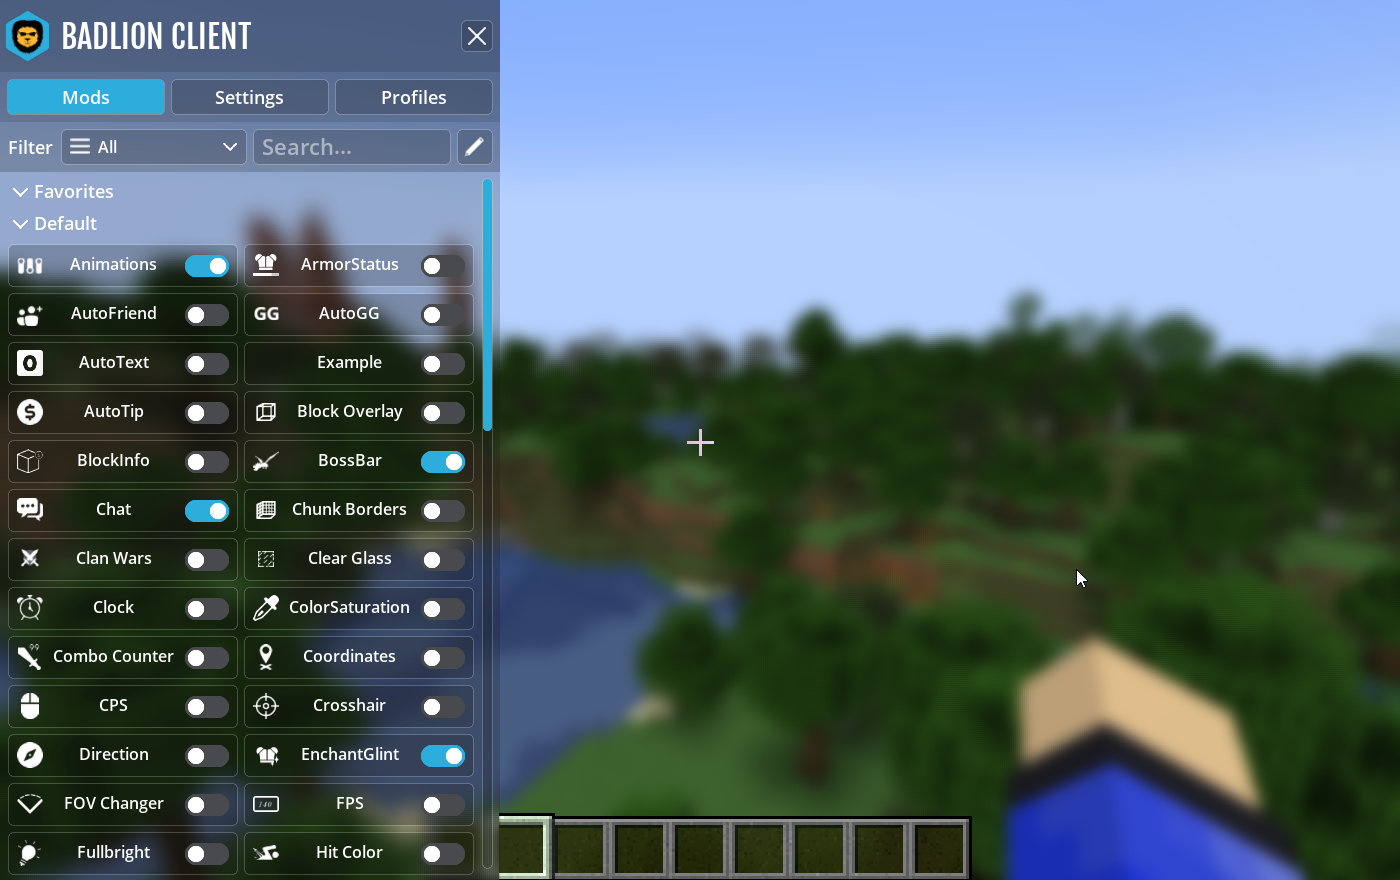 BADLION CLIENT
Mods Settings Profiles
Filter All Search...
Favorites
Default
Animations ArmorStatus
AutoFriend GG AutoGG
AutoText Example
$ AutoTip Block Overlay
BlockInfo BossBar
Chat Chunk Borders
Clan Wars Clear Glass
Clock ColorSaturation
99 Combo Counter Coordinates
CPS Crosshair
Direction EnchantGlint
FOV Changer 140 FPS
Fullbright Hit Color